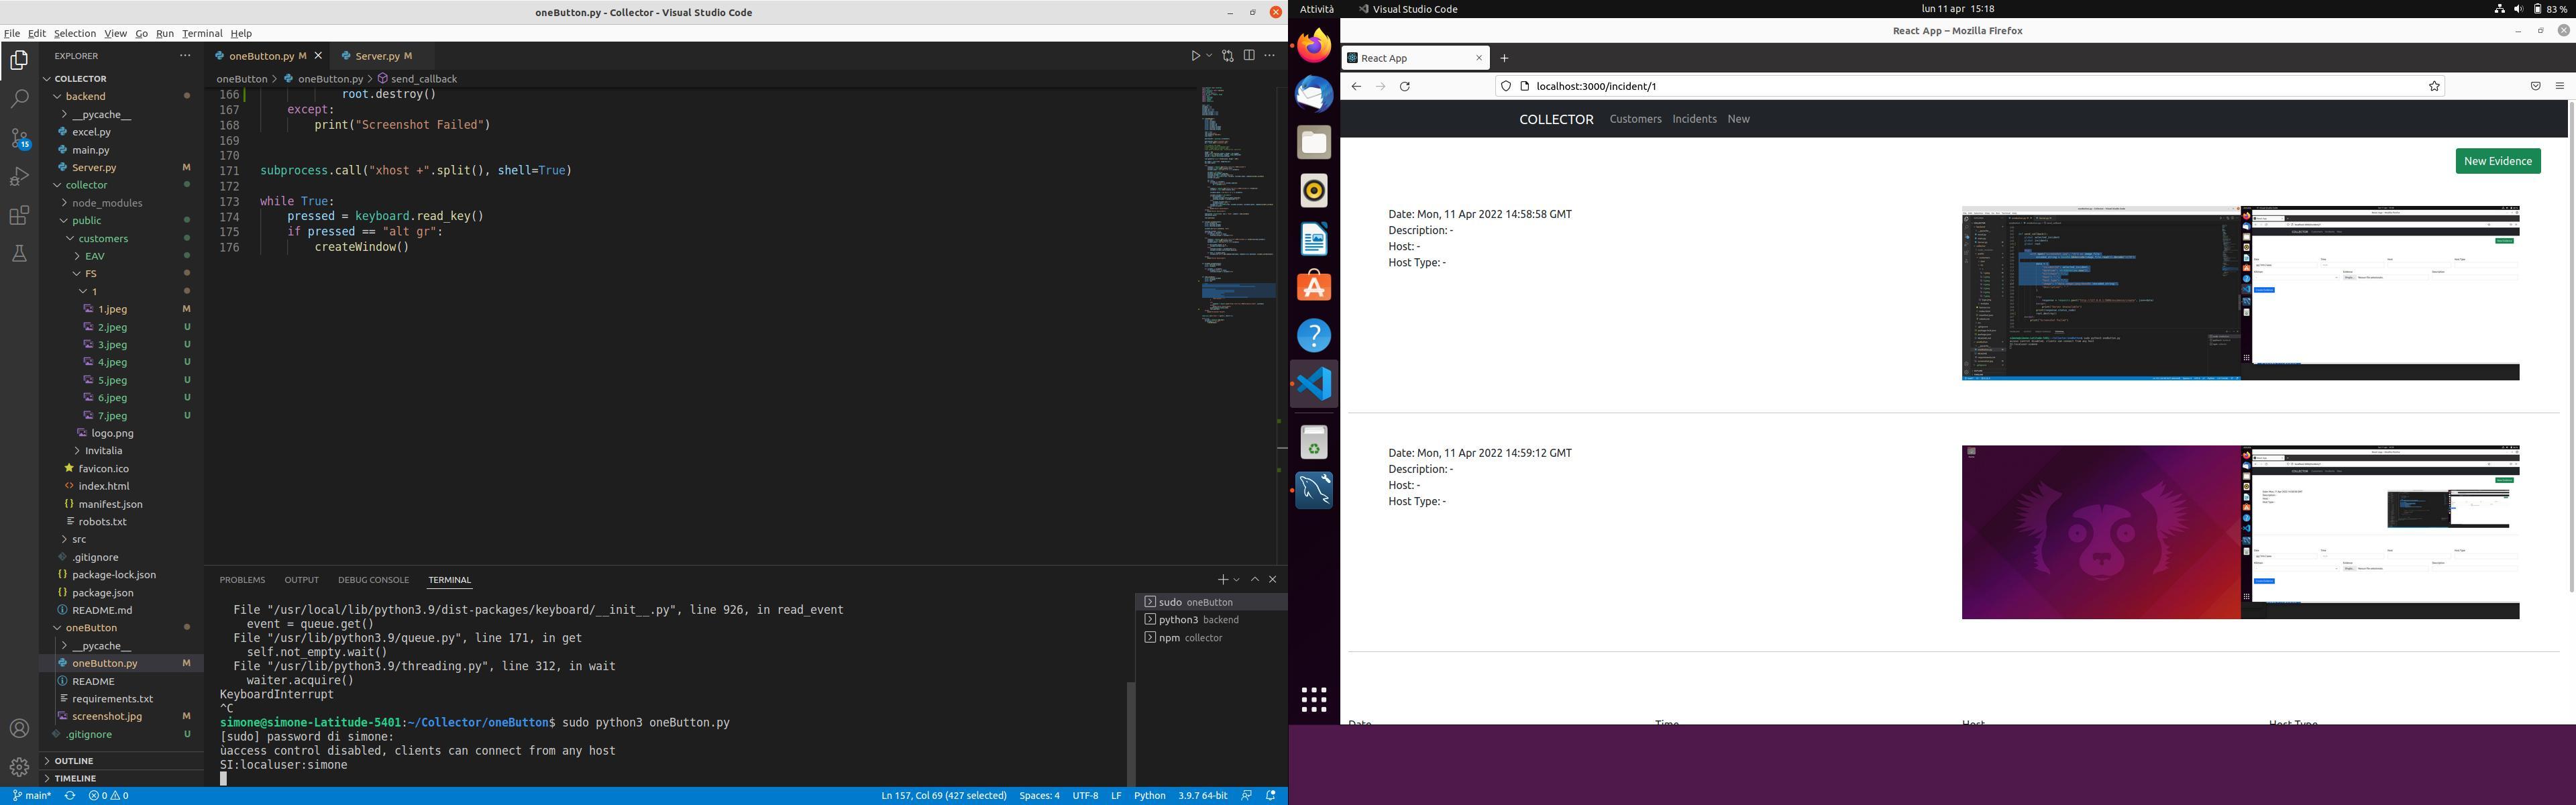 oneButton.py - Collector - Visual Studio Code
File Edit Selection View Go Run Terminal Help
EXPLORER
COLLECTOR
backend
__pycache__
excel.py
main.py
Server.py M
collector
node_modules
public
customers
EAV
FS
1
1.jpeg M
2.jpeg U
3.jpeg U
4.jpeg U
5.jpeg U
6.jpeg U
7.jpeg U
logo.png
Invitalia
favicon.ico
index.html
manifest.json
robots.txt
src
.gitignore
package-lock.json
package.json
README.md
oneButton
__pycache__
oneButton.py M
README
requirements.txt
screenshot.jpg M
.gitignore U
OUTLINE
TIMELINE
15
oneButton.py M
Server.py M
oneButton > oneButton.py > send_callback
166 root.destroy()
167 except:
168 print("Screenshot Failed")
169
170
171 subprocess.call("xhost +".split(), shell=True)
172
173 while True:
174 pressed = keyboard.read_key()
175 if pressed == "alt gr":
176 createWindow()
PROBLEMS OUTPUT DEBUG CONSOLE TERMINAL
File "/usr/local/lib/python3.9/dist-packages/keyboard/__init__.py", line 926, in read_event
event = queue.get()
File "/usr/lib/python3.9/queue.py", line 171, in get
self.not_empty.wait()
File "/usr/lib/python3.9/threading.py", line 312, in wait
waiter.acquire()
KeyboardInterrupt
^C
simone@simone-Latitude-5401:~/Collector/oneButton$ sudo python3 oneButton.py
[sudo] password di simone:
ùaccess control disabled, clients can connect from any host
SI:localuser:simone
sudo oneButton
python3 backend
npm collector
main* 0 0 Ln 157, Col 69 (427 selected) Spaces: 4 UTF-8 LF Python 3.9.7 64-bit
Attività Visual Studio Code lun 11 apr 15:18 83 %
React App – Mozilla Firefox
React App
localhost:3000/incident/1
COLLECTOR Customers Incidents New
New Evidence
Date: Mon, 11 Apr 2022 14:58:58 GMT
Description: -
Host: -
Host Type: -
Date: Mon, 11 Apr 2022 14:59:12 GMT
Description: -
Host: -
Host Type: -
Date Time Host Host Type